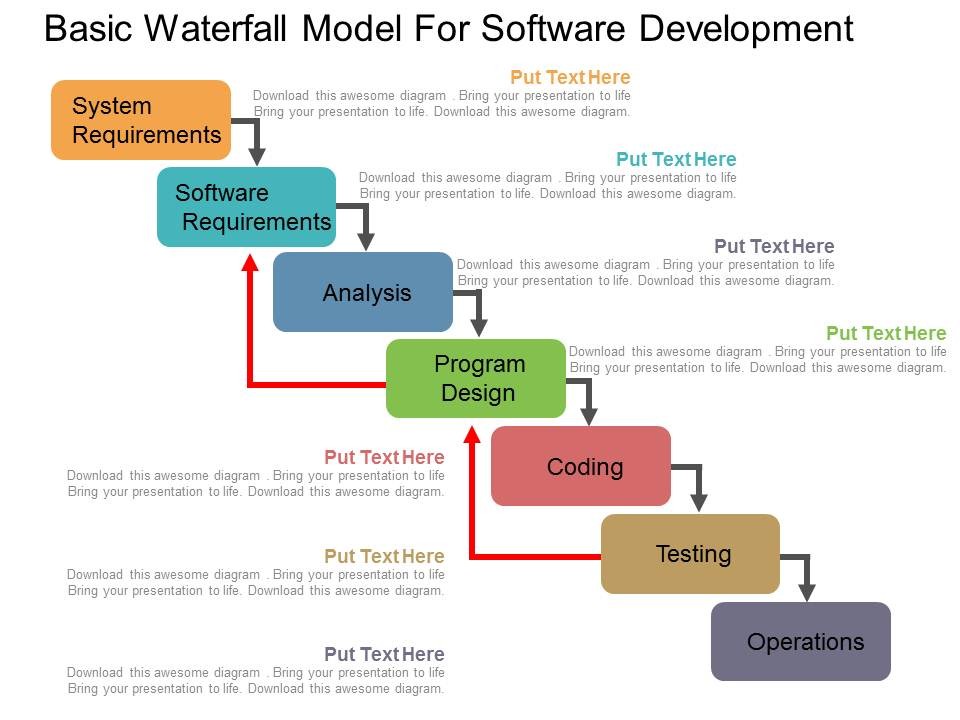 Basic Waterfall Model For Software Development
System
Requirements
Put Text Here
Download this awesome diagram . Bring your presentation to life
Bring your presentation to life. Download this awesome diagram.
Software
Requirements
Put Text Here
Download this awesome diagram . Bring your presentation to life
Bring your presentation to life. Download this awesome diagram.
Analysis
Put Text Here
Download this awesome diagram . Bring your presentation to life
Bring your presentation to life. Download this awesome diagram.
Program
Design
Put Text Here
Download this awesome diagram . Bring your presentation to life
Bring your presentation to life. Download this awesome diagram.
Coding
Put Text Here
Download this awesome diagram . Bring your presentation to life
Bring your presentation to life. Download this awesome diagram.
Testing
Put Text Here
Download this awesome diagram . Bring your presentation to life
Bring your presentation to life. Download this awesome diagram.
Operations
Put Text Here
Download this awesome diagram . Bring your presentation to life
Bring your presentation to life. Download this awesome diagram.